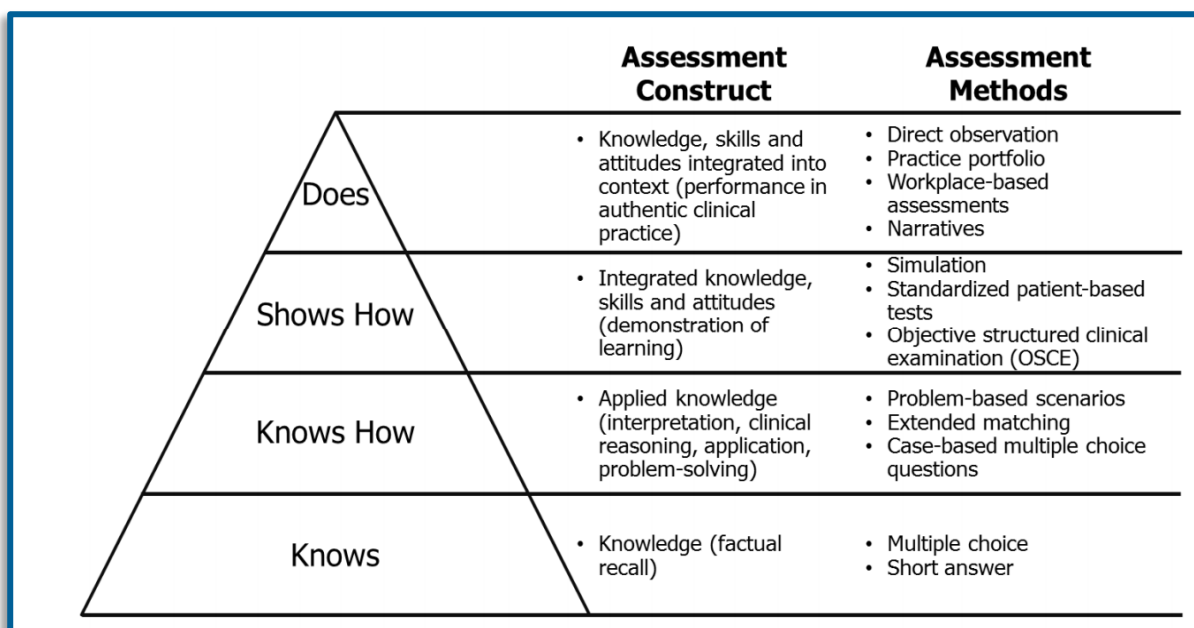 Assessment
Construct
Assessment
Methods
Does
• Knowledge, skills and
attitudes integrated into
context (performance in
authentic clinical
practice)
• Direct observation
• Practice portfolio
• Workplace-based
assessments
• Narratives
Shows How
• Integrated knowledge,
skills and attitudes
(demonstration of
learning)
• Simulation
• Standardized patient-based
tests
• Objective structured clinical
examination (OSCE)
Knows How
• Applied knowledge
(interpretation, clinical
reasoning, application,
problem-solving)
• Problem-based scenarios
• Extended matching
• Case-based multiple choice
questions
Knows
• Knowledge (factual
recall)
• Multiple choice
• Short answer